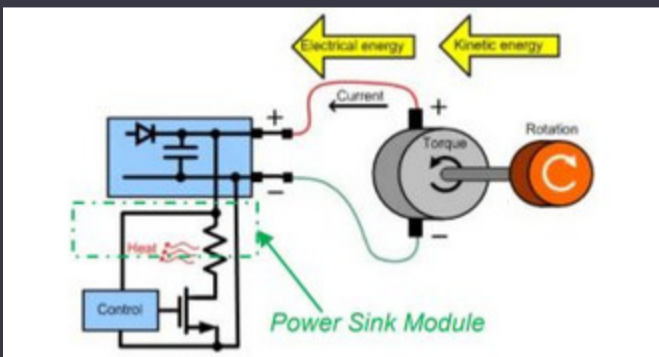 Electrical energy
Kinetic energy
Current
+
+
Rotation
Torque
−
−
Heat
Control
Power Sink Module